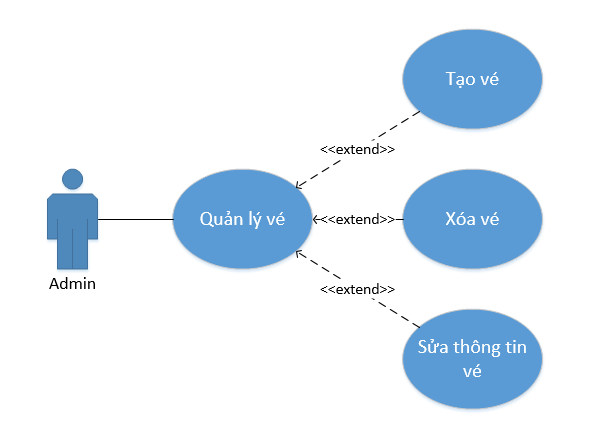 Tạo vé
<<extend>>
Admin
Quản lý vé
<<extend>>
Xóa vé
<<extend>>
Sửa thông tin
vé